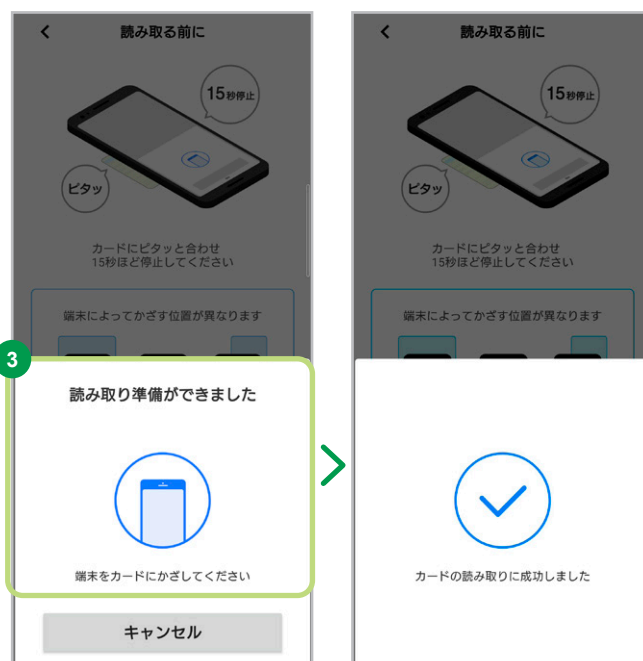 読み取る前に
15秒停止
ピタッ
カードにピタッと合わせ
15秒ほど停止してください
端末によってかざす位置が異なります
3
読み取り準備ができました
端末をカードにかざしてください
キャンセル
読み取る前に
15秒停止
ピタッ
カードにピタッと合わせ
15秒ほど停止してください
端末によってかざす位置が異なります
カードの読み取りに成功しました